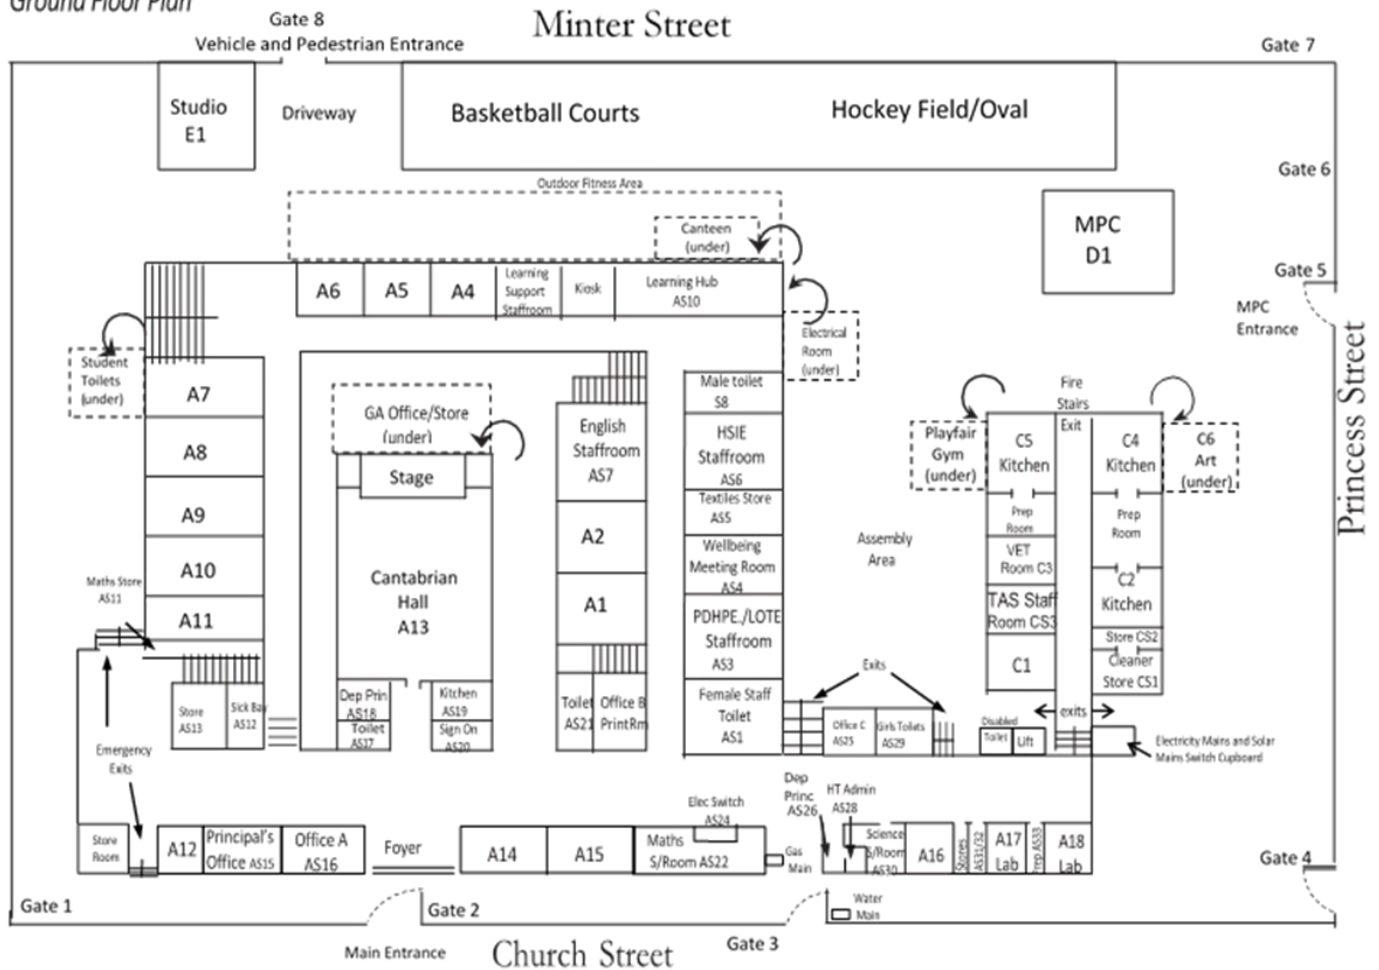 Ground Floor Plan
Gate 8
Vehicle and Pedestrian Entrance
Minter Street
Gate 7
Studio
E1
Driveway
Basketball Courts
Hockey Field/Oval
Outdoor Fitness Area
Gate 6
Canteen
(under)
MPC
D1
A6
A5
A4
Learning
Support
Staffroom
Kiosk
Learning Hub
AS10
Gate 5
MPC
Entrance
Princess Street
Electrical
Room
(under)
Student
Toilets
(under)
A7
A8
A9
A10
A11
Maths Store
AS11
GA Office/Store
(under)
Stage
Cantabrian
Hall
A13
English
Staffroom
AS7
A2
A1
Male toilet
S8
HSIE
Staffroom
AS6
Textiles Store
AS5
Wellbeing
Meeting Room
AS4
PDHPE./LOTE
Staffroom
AS3
Female Staff
Toilet
AS1
Assembly
Area
Playfair
Gym
(under)
Fire
Stairs
Exit
C5
Kitchen
C4
Kitchen
C6
Art
(under)
Prep
Room
Prep
Room
VET
Room C3
TAS Staff
Room CS3
C1
C2
Kitchen
Store CS2
Cleaner
Store CS1
Store
AS13
Sick Bay
AS12
Dep Prin
AS18
Toilet
AS17
Kitchen
AS19
Sign On
AS20
Toilet
AS21
Office B
PrintRm
Exits
Office C
AS25
Girls Toilets
AS29
Disabled
Toilet
Lift
exits
Electricity Mains and Solar
Mains Switch Cupboard
Emergency
Exits
Store
Room
A12
Principal's
Office AS15
Office A
AS16
Foyer
A14
A15
Elec Switch
AS24
Maths
S/Room AS22
Gas
Main
Dep
Princ
AS26
HT Admin
AS28
Science
S/Room
AS30
A16
Stores
AS31/32
A17
Lab
Prep AS33
A18
Lab
Gate 4
Water
Main
Gate 1
Gate 2
Gate 3
Main Entrance
Church Street